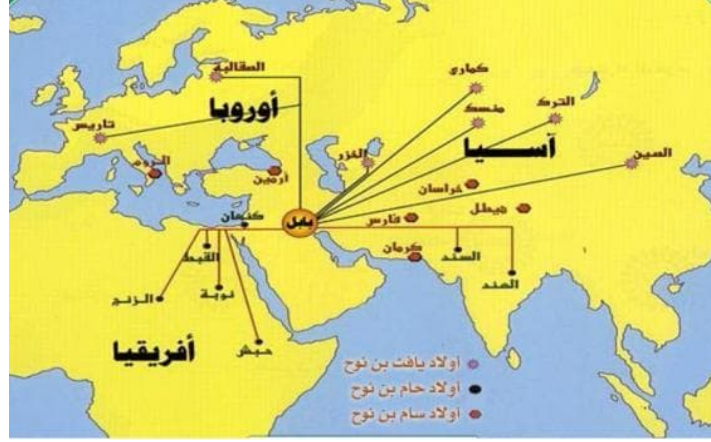 الصقالبة
كماري
أوروبا
منسك
الترك
تاريس
آسيا
الصين
الروم
أرمين
الخزر
خراسان
هيطل
كنعان
بابل
فارس
القبط
كرمان
السند
الهند
نوبة
الزنج
حبش
أفريقيا
أولاد يافت بن نوح
أولاد حام بن نوح
أولاد سام بن نوح